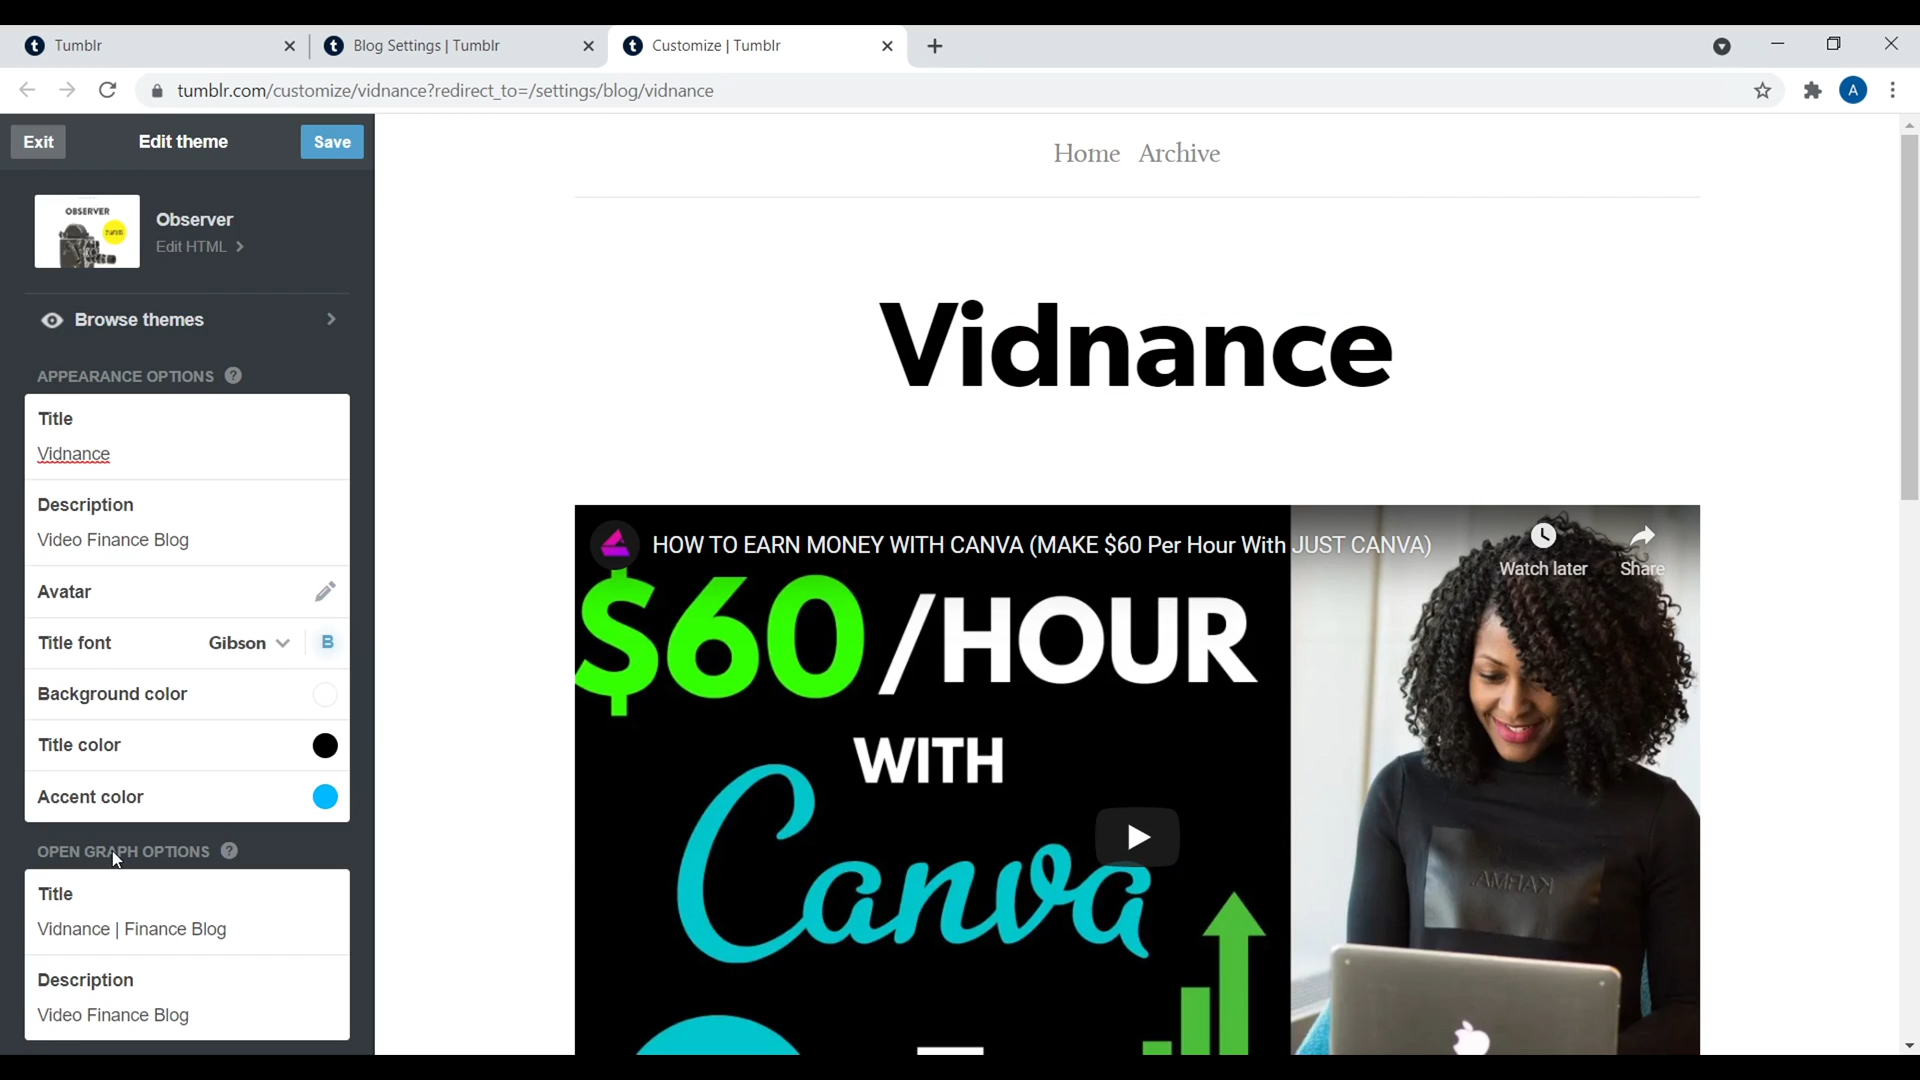 Tumblr
Blog Settings | Tumblr
Customize | Tumblr
tumblr.com/customize/vidnance?redirect_to=/settings/blog/vidnance
A
Exit
Edit theme
Save
OBSERVER
Observer
Edit HTML
Browse themes
APPEARANCE OPTIONS ?
Title
Vidnance
Description
Video Finance Blog
Avatar
Title font
Gibson
B
Background color
Title color
Accent color
OPEN GRAPH OPTIONS ?
Title
Vidnance | Finance Blog
Description
Video Finance Blog
Home Archive
Vidnance
HOW TO EARN MONEY WITH CANVA (MAKE $60 Per Hour With JUST CANVA)
Watch later
Share
$60 /HOUR
WITH
Canva
KARMA.